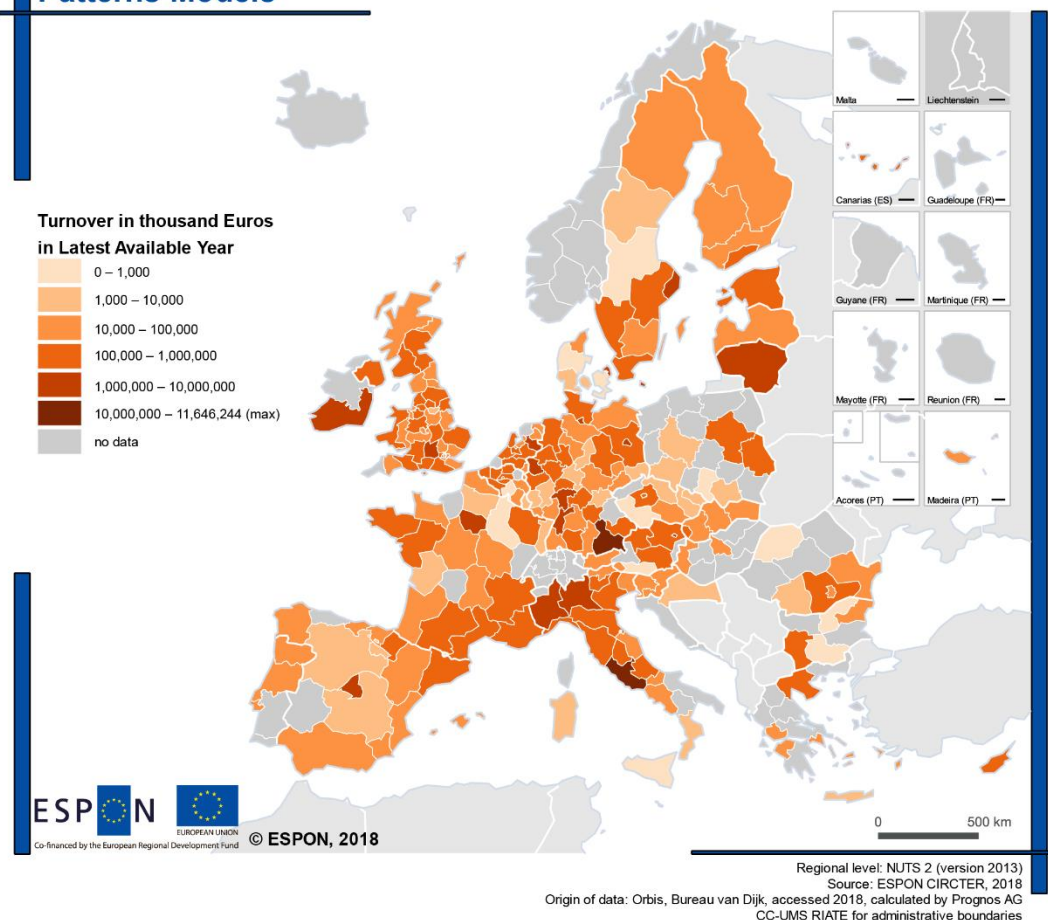 Patterns-Models
Malta
Liechtenstein
Canarias (ES)
Guadeloupe (FR)
Guyane (FR)
Martinique (FR)
Mayotte (FR)
Reunion (FR)
Acores (PT)
Madeira (PT)
Turnover in thousand Euros
in Latest Available Year
0 – 1,000
1,000 – 10,000
10,000 – 100,000
100,000 – 1,000,000
1,000,000 – 10,000,000
10,000,000 – 11,646,244 (max)
no data
ESPON
EUROPEAN UNION
Co-financed by the European Regional Development Fund
© ESPON, 2018
0 500 km
Regional level: NUTS 2 (version 2013)
Source: ESPON CIRCTER, 2018
Origin of data: Orbis, Bureau van Dijk, accessed 2018, calculated by Prognos AG
CC-UMS RIATE for administrative boundaries